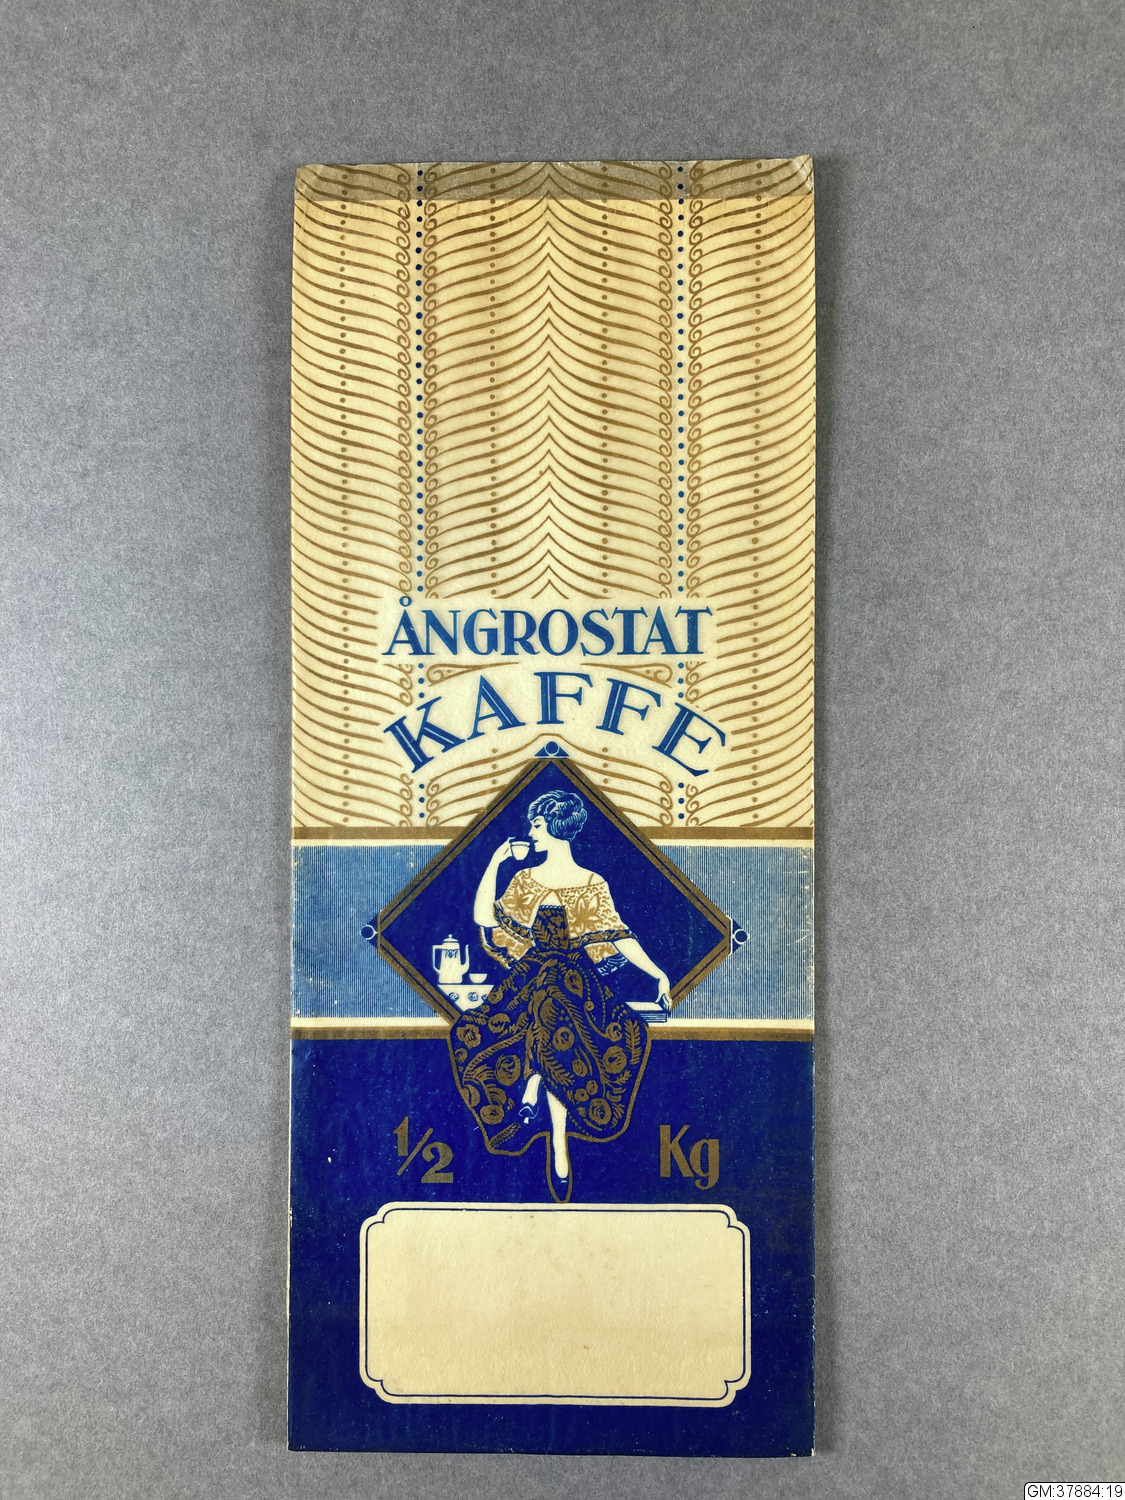 ÅNGROSTAT
KAFFE
1/2 Kg
GM:37884:19